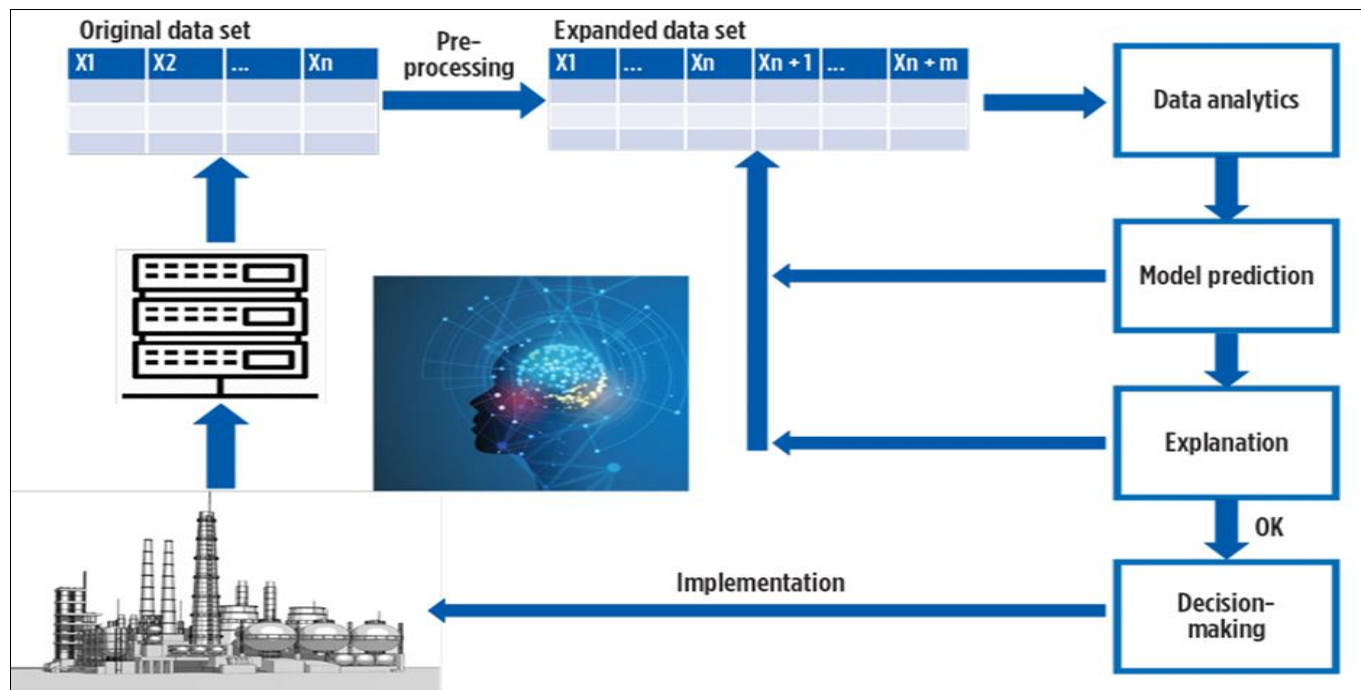 Original data set
X1 X2 ... Xn
Pre-
processing
Expanded data set
X1 ... Xn Xn + 1 ... Xn + m
Data analytics
Model prediction
Explanation
OK
Decision-
making
Implementation